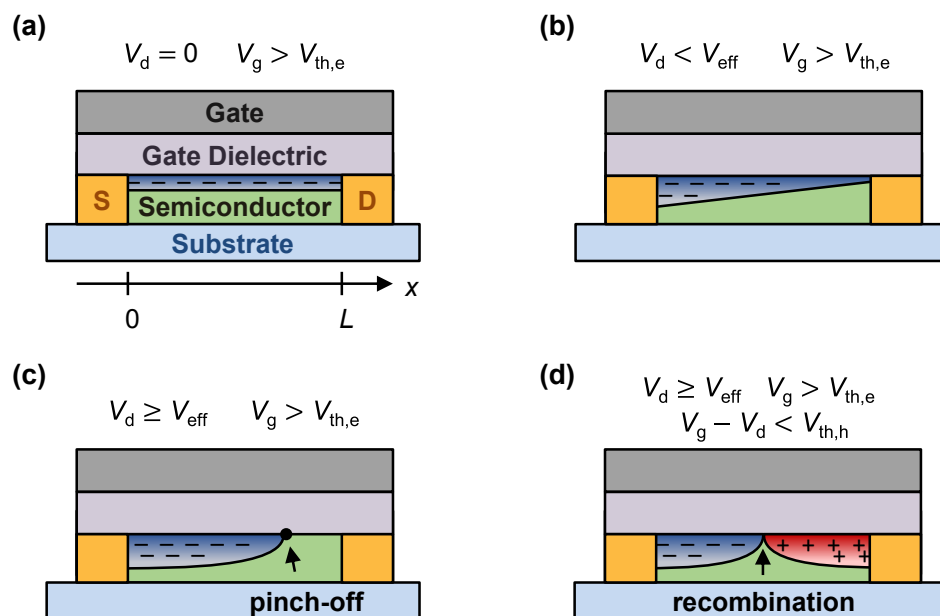 (a)
V_d = 0 V_g > V_th,e
Gate
Gate Dielectric
S
Semiconductor
D
Substrate
x
0
L
(b)
V_d < V_eff V_g > V_th,e
(c)
V_d ≥ V_eff V_g > V_th,e
pinch-off
(d)
V_d ≥ V_eff V_g > V_th,e
V_g − V_d < V_th,h
recombination